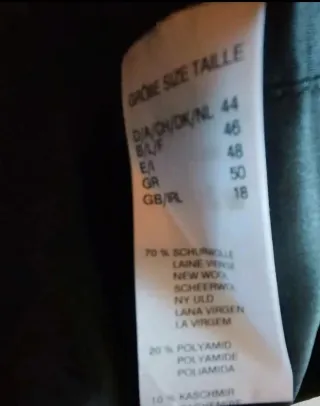 GRÖßE SIZE TAILLE
D/A/CH/DK/NL 44
B/L/F 46
E/I 48
GR 50
GB/IRL 18
70 % SCHURWOLLE
LAINE VIERGE
NEW WOOL
SCHEERWOL
NY ULD
LANA VIRGEN
LA VIRGEM
20 % POLYAMID
POLYAMIDE
POLIAMIDA
10 % KASCHMIR